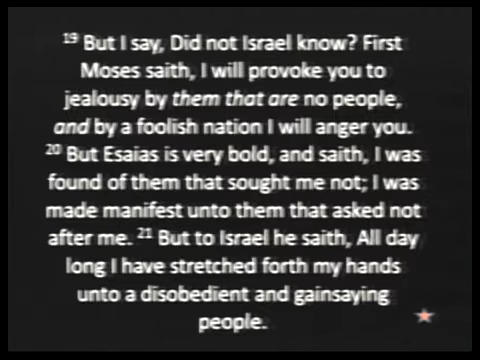 19 But I say, Did not Israel know? First
Moses saith, I will provoke you to
jealousy by them that are no people,
and by a foolish nation I will anger you.
20 But Esaias is very bold, and saith, I was
found of them that sought me not; I was
made manifest unto them that asked not
after me. 21 But to Israel he saith, All day
long I have stretched forth my hands
unto a disobedient and gainsaying
people.